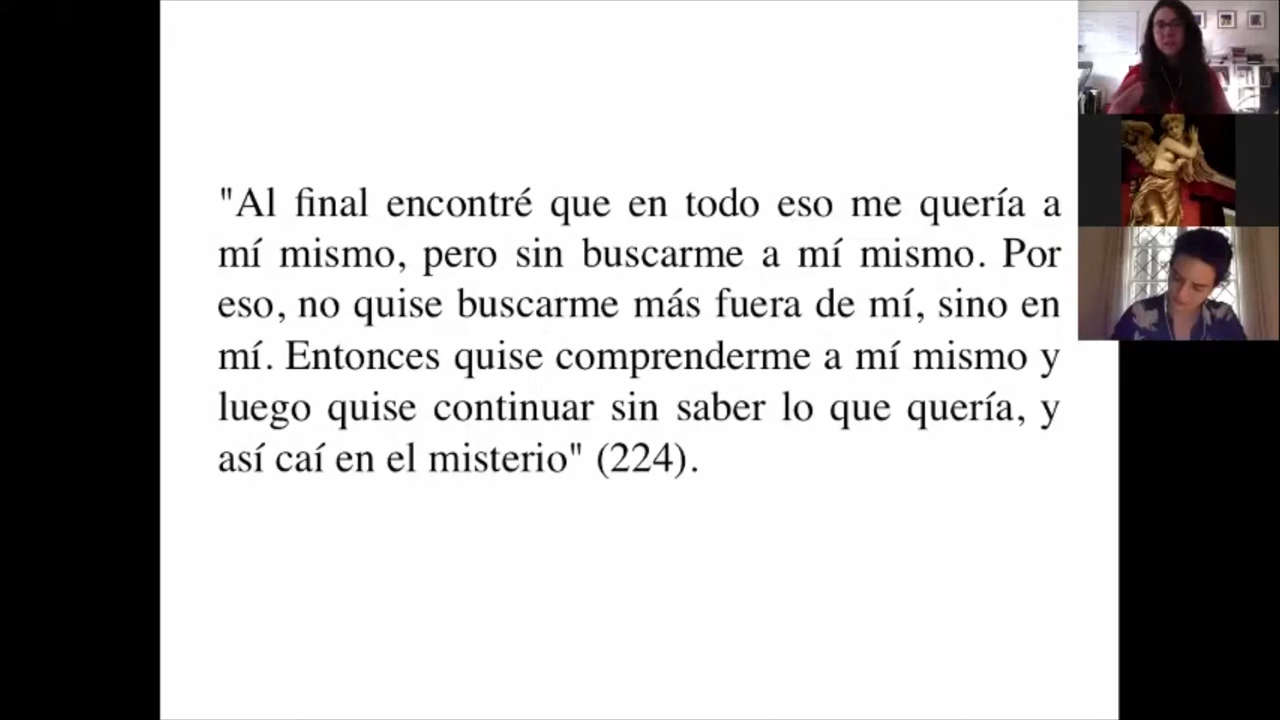 "Al final encontré que en todo eso me quería a
mí mismo, pero sin buscarme a mí mismo. Por
eso, no quise buscarme más fuera de mí, sino en
mí. Entonces quise comprenderme a mí mismo y
luego quise continuar sin saber lo que quería, y
así caí en el misterio" (224).